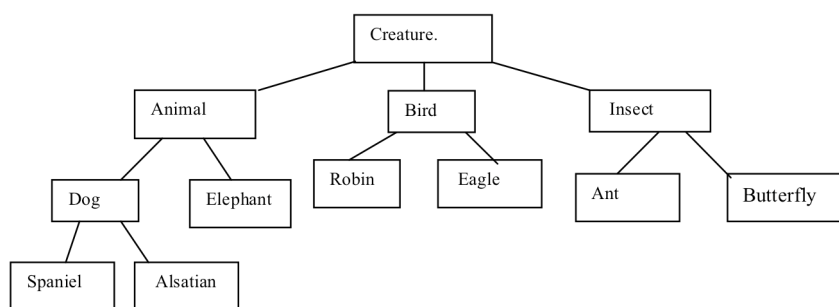 Creature.
Animal
Bird
Insect
Dog
Elephant
Robin
Eagle
Ant
Butterfly
Spaniel
Alsatian